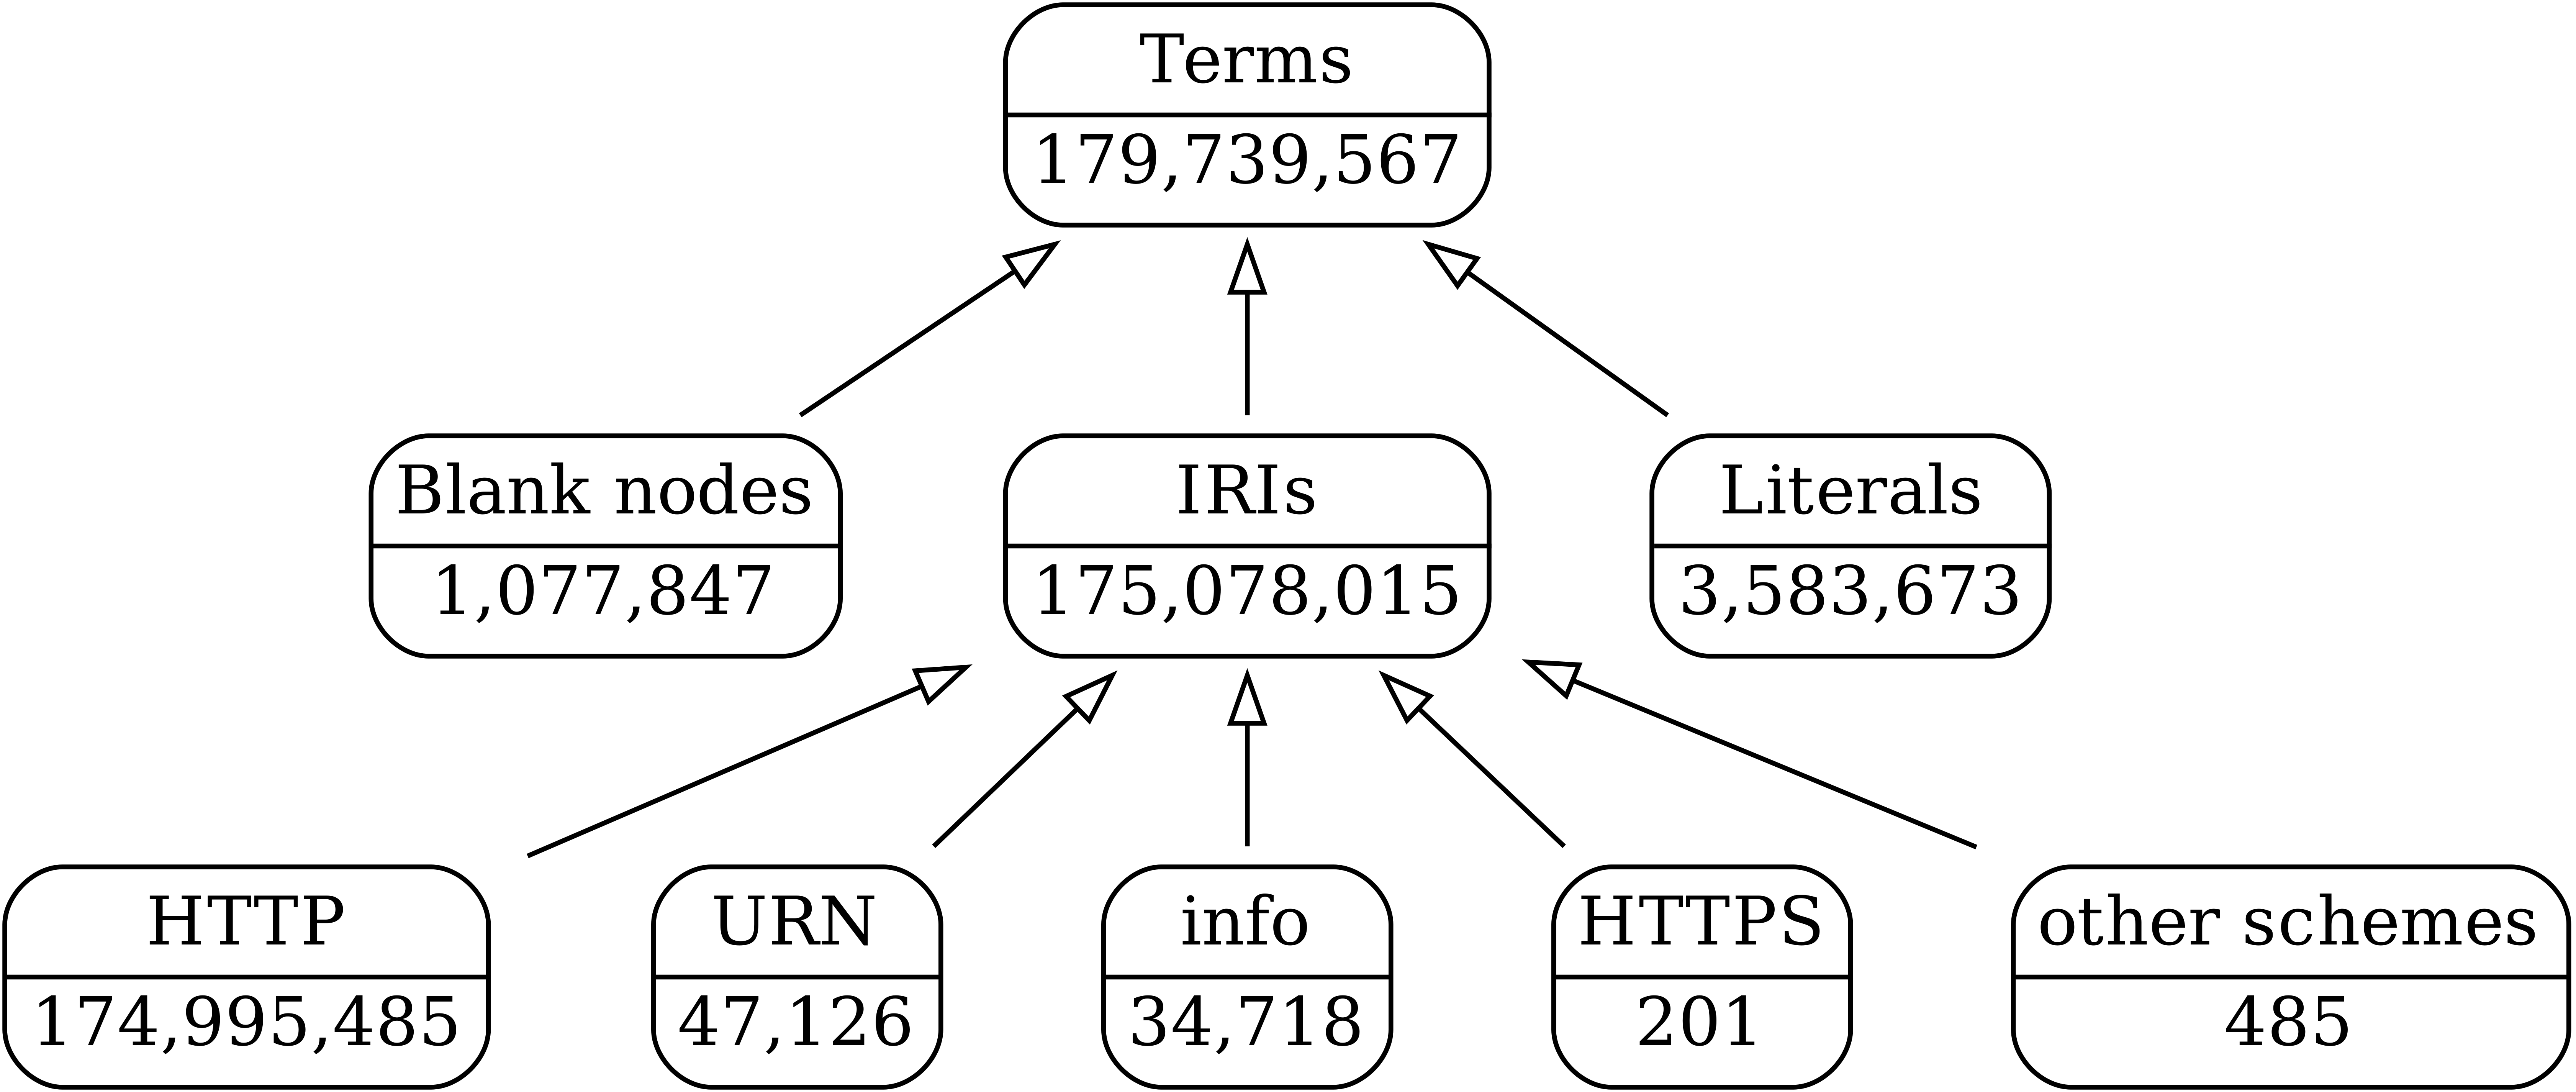 Terms
179,739,567
Blank nodes
1,077,847
IRIs
175,078,015
Literals
3,583,673
HTTP
174,995,485
URN
47,126
info
34,718
HTTPS
201
other schemes
485